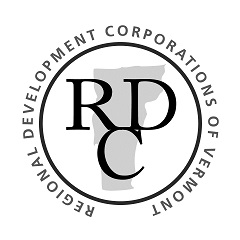 REGIONAL DEVELOPMENT CORPORATIONS OF VERMONT
RD
C